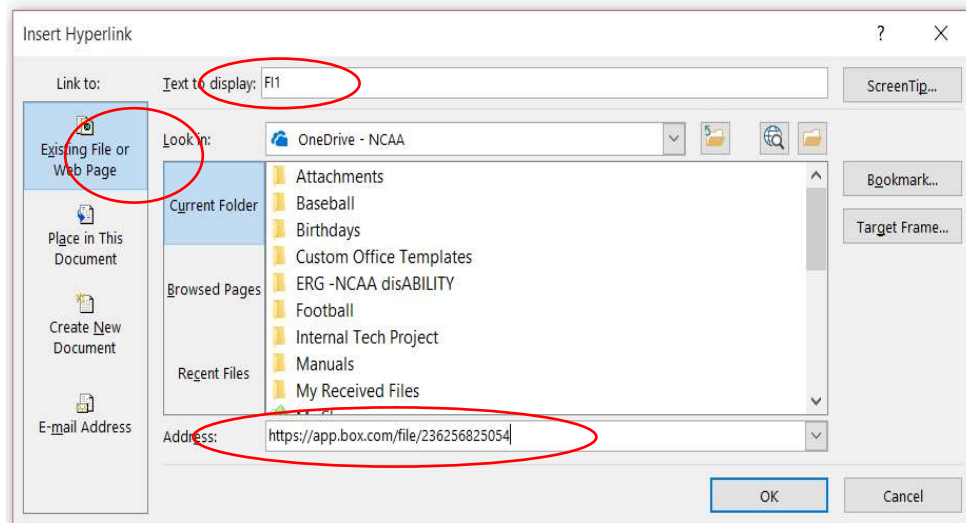 Insert Hyperlink
?
X
Link to:
Text to display: FI1
ScreenTip...
Existing File or
Web Page
Look in:
OneDrive - NCAA
Current Folder
Attachments
Baseball
Birthdays
Custom Office Templates
ERG -NCAA disABILITY
Football
Internal Tech Project
Manuals
My Received Files
Bookmark...
Target Frame...
Place in This
Document
Browsed Pages
Create New
Document
Recent Files
E-mail Address
Address:
https://app.box.com/file/236256825054
OK
Cancel